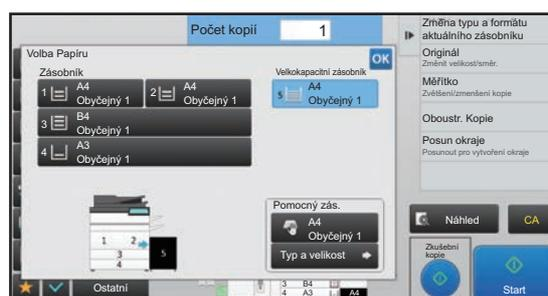 Počet kopií 1
Volba Papíru
OK
Zásobník
1 A4
Obyčejný 1
2 A4
Obyčejný 1
3 B4
Obyčejný 1
4 A3
Obyčejný 1
Velkokapacitní zásobník
5 A4
Obyčejný 1
1 2
3
4
5
Pomocný zás.
A4
Obyčejný 1
Typ a velikost
Ostatní
3 B4
4 A3
A4
Změna typu a formátu
aktuálního zásobníku
Originál
Změnit velikost/směr.
Měřítko
Zvětšení/zmenšení kopie
Oboustr. Kopie
Posun okraje
Posunout pro vytvoření okraje
Náhled
CA
Zkušební
kopie
Start